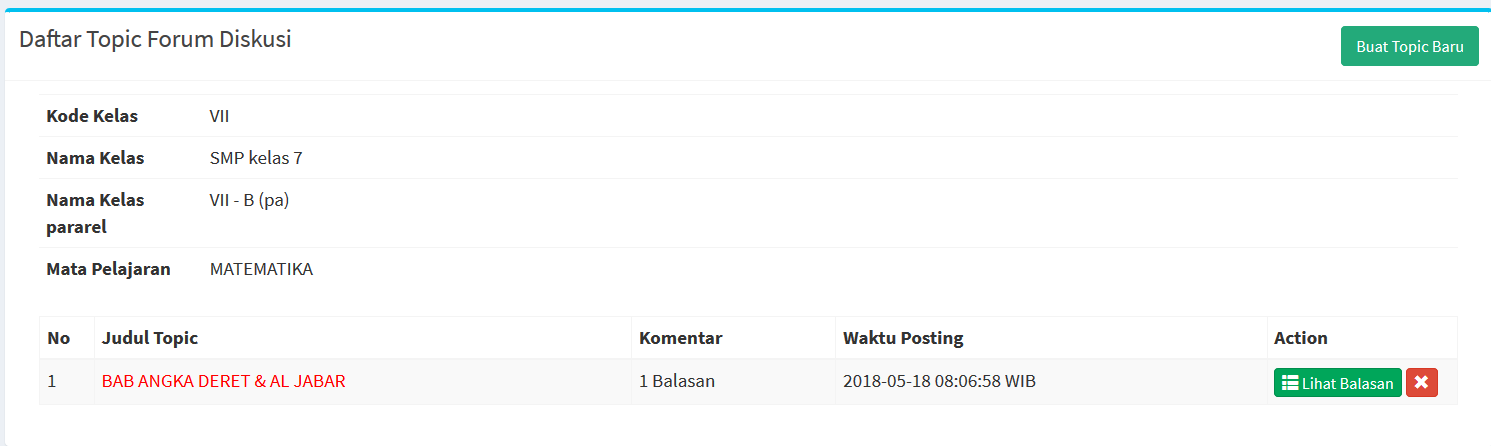 Daftar Topic Forum Diskusi
Buat Topic Baru
Kode Kelas VII
Nama Kelas SMP kelas 7
Nama Kelas VII - B (pa)
pararel
Mata Pelajaran MATEMATIKA
No Judul Topic Komentar Waktu Posting Action
1 BAB ANGKA DERET & AL JABAR 1 Balasan 2018-05-18 08:06:58 WIB Lihat Balasan